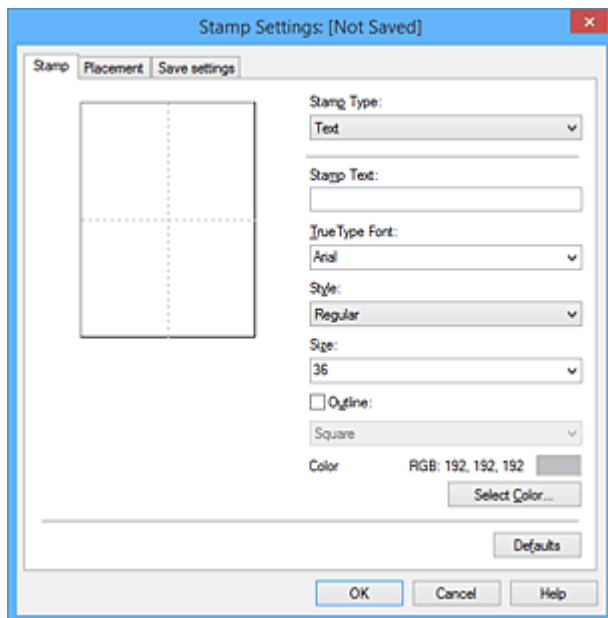 Stamp Settings: [Not Saved]
Stamp Placement Save settings
Stamp Type:
Text
Stamp Text:
TrueType Font:
Arial
Style:
Regular
Size:
36
Outline:
Square
Color RGB: 192, 192, 192
Select Color...
Defaults
OK Cancel Help